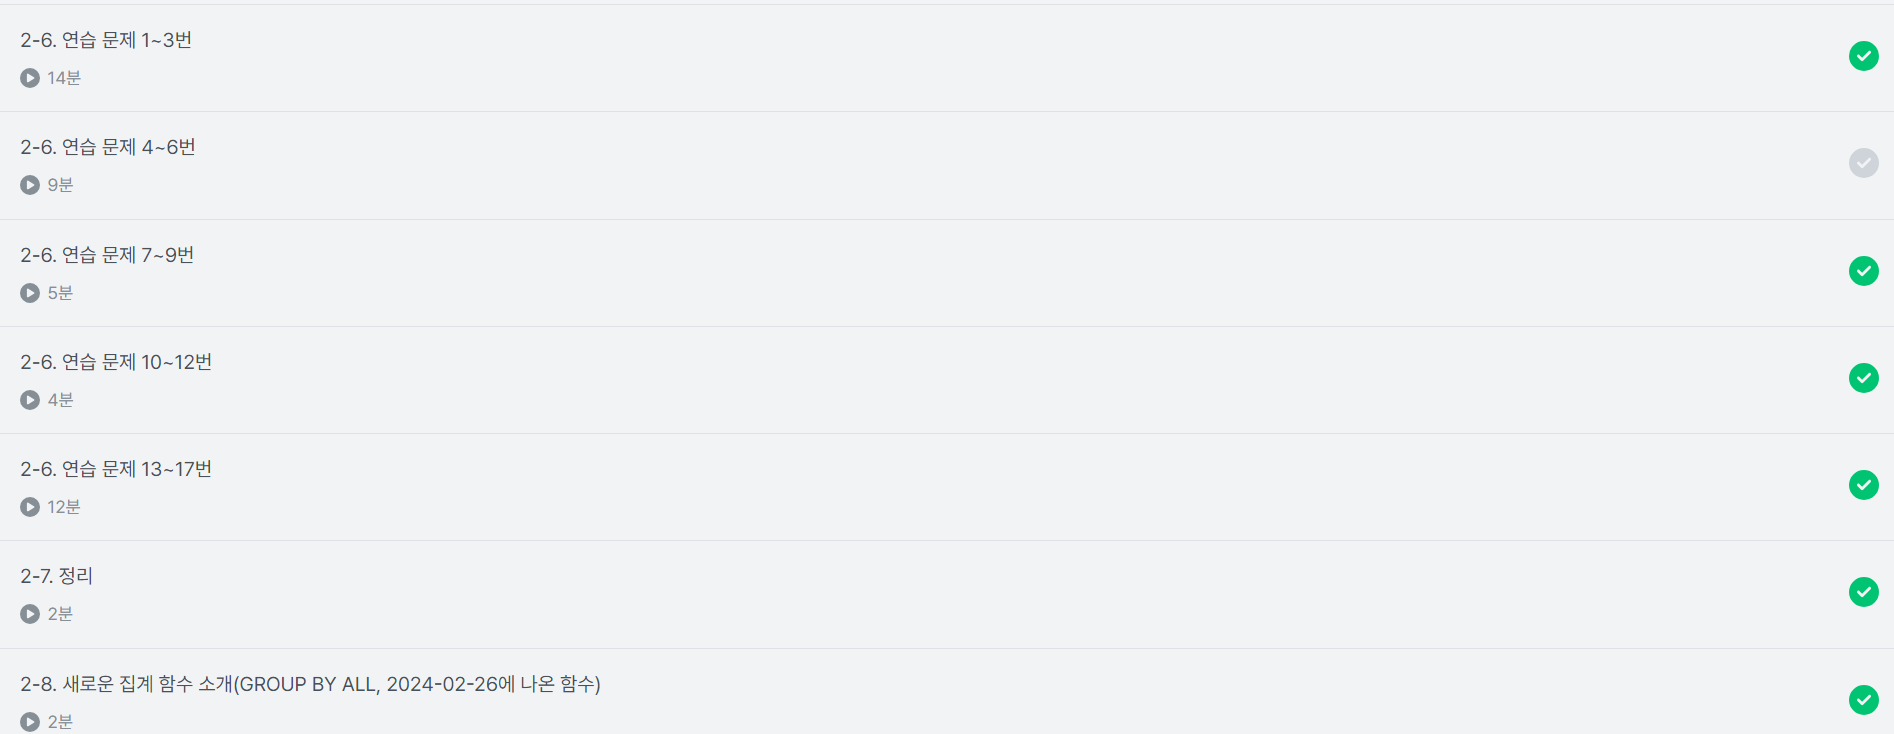 2-6. 연습 문제 1~3번
14분
2-6. 연습 문제 4~6번
9분
2-6. 연습 문제 7~9번
5분
2-6. 연습 문제 10~12번
4분
2-6. 연습 문제 13~17번
12분
2-7. 정리
2분
2-8. 새로운 집계 함수 소개(GROUP BY ALL, 2024-02-26에 나온 함수)
2분